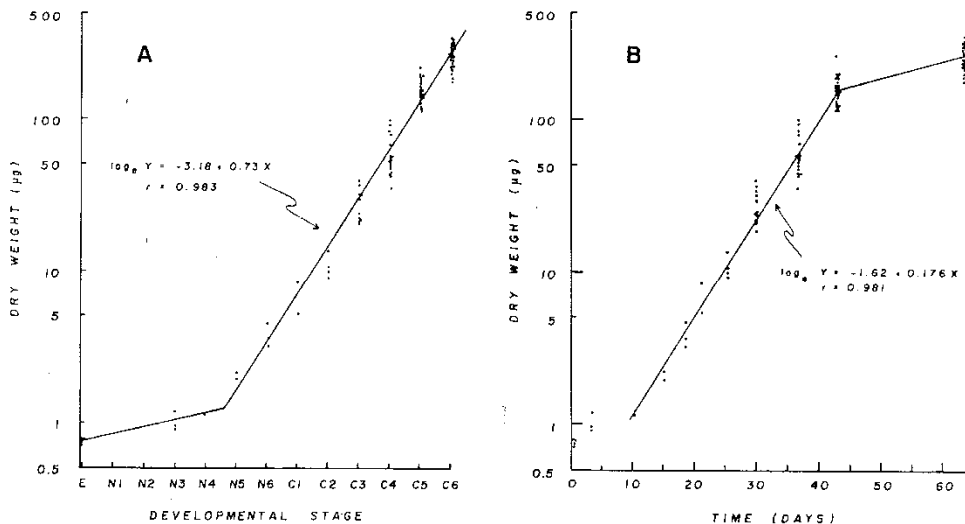 A
500
100
50
10
5
1
0.5
DRY WEIGHT (µg)
logₑ Y = -3.18 + 0.73 X
r = 0.983
E N1 N2 N3 N4 N5 N6 C1 C2 C3 C4 C5 C6
DEVELOPMENTAL STAGE
B
500
100
50
10
5
1
0.5
DRY WEIGHT (µg)
logₑ Y = -1.62 + 0.176 X
r = 0.981
0 10 20 30 40 50 60
TIME (DAYS)